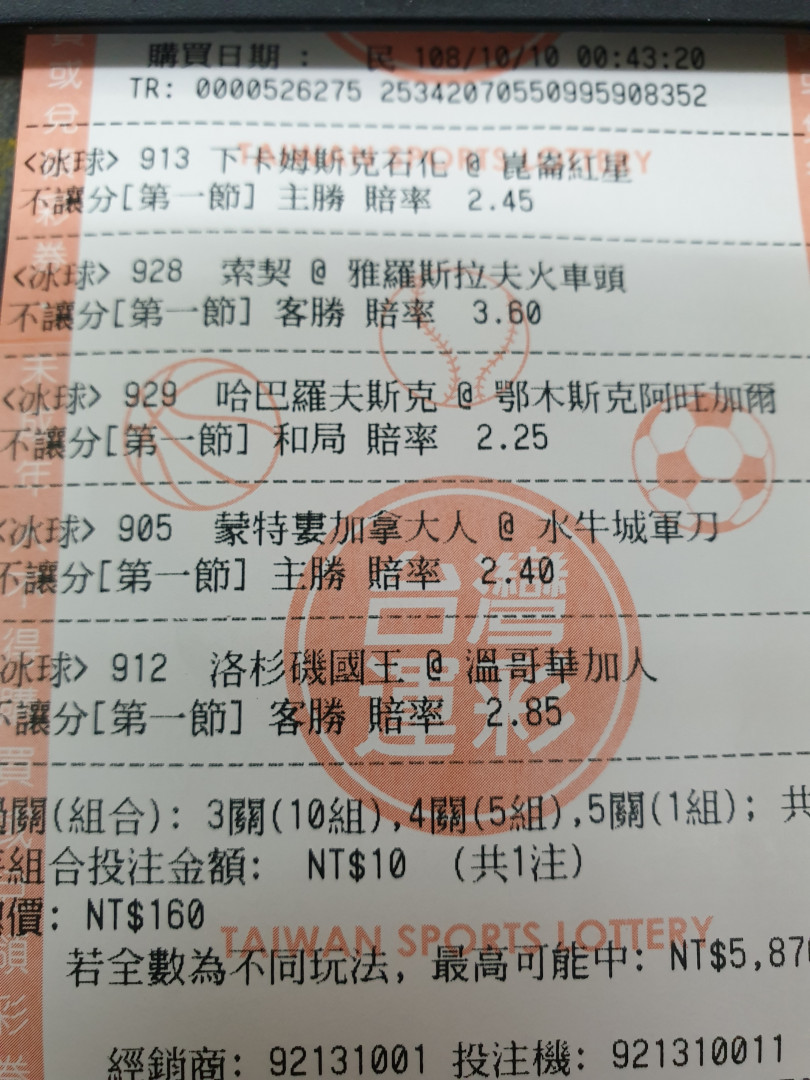 購買日期 : 民 108/10/10 00:43:20
TR: 0000526275 253420705509959​08352
TAIWAN SPORTS LOTTERY
<冰球> 913 下卡姆斯克石化 @ 崑崙紅星
不讓分[第一節] 主勝 賠率 2.45
<冰球> 928 索契 @ 雅羅斯拉夫火車頭
不讓分[第一節] 客勝 賠率 3.60
<冰球> 929 哈巴羅夫斯克 @ 鄂木斯克阿旺加爾
不讓分[第一節] 和局 賠率 2.25
<冰球> 905 蒙特婁加拿大人 @ 水牛城軍刀
不讓分[第一節] 主勝 賠率 2.40
台灣
運彩
冰球> 912 洛杉磯國王 @ 溫哥華加人
不讓分[第一節] 客勝 賠率 2.85
過關(組合): 3關(10組),4關(5組),5關(1組); 共
組合投注金額: NT$10 (共1注)
價: NT$160
TAIWAN SPORTS LOTTERY
若全數為不同玩法, 最高可能中: NT$5,870
經銷商: 92131001 投注機: 921310011